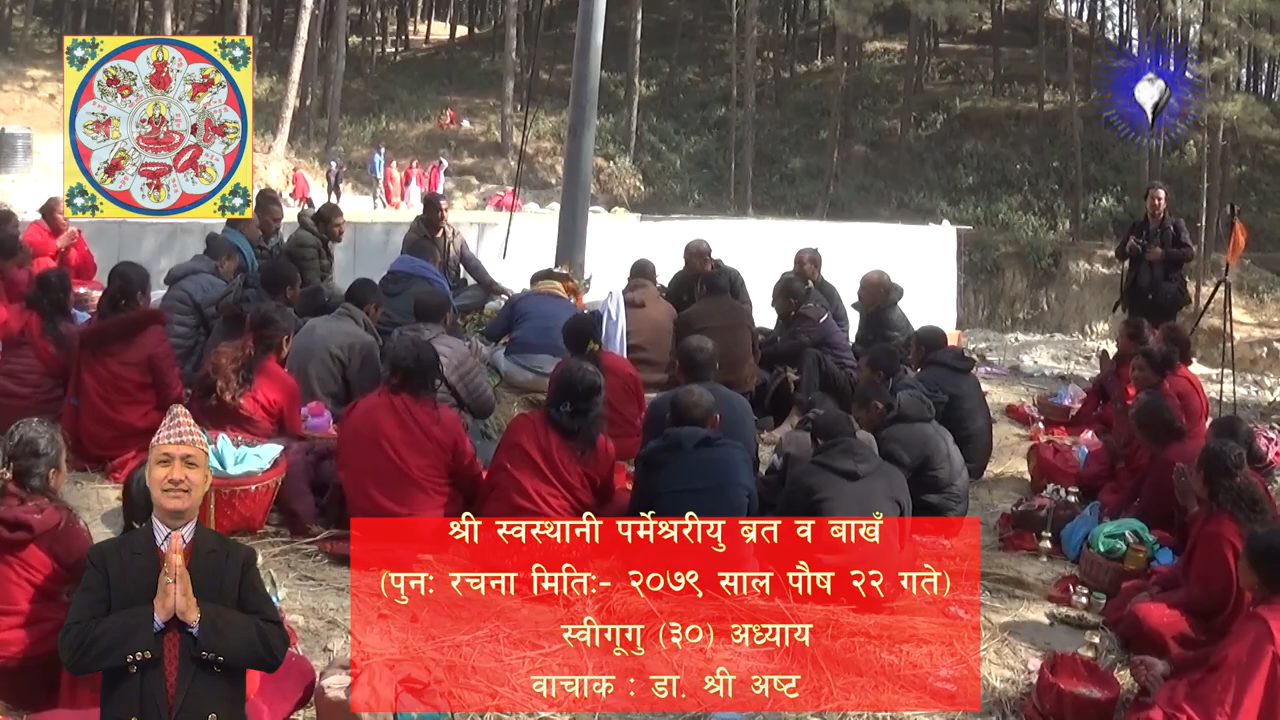 श्री स्वस्थानी पर्मेश्वरीयु ब्रत व बाखँ
(पुनः रचना मितिः- २०७९ साल पौष २२ गते)
स्वीगूगु (३०) अध्याय
वाचाक : डा. श्री अष्ट